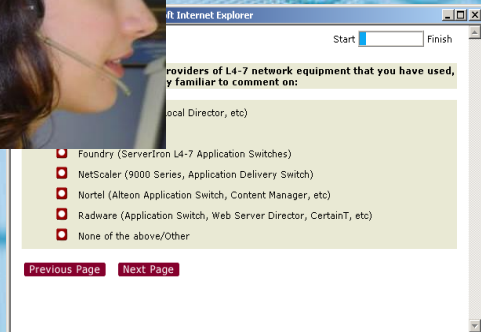 ft Internet Explorer
Start Finish
roviders of L4-7 network equipment that you have used,
y familiar to comment on:
ocal Director, etc)
Foundry (ServerIron L4-7 Application Switches)
NetScaler (9000 Series, Application Delivery Switch)
Nortel (Alteon Application Switch, Content Manager, etc)
Radware (Application Switch, Web Server Director, CertainT, etc)
None of the above/Other
Previous Page Next Page